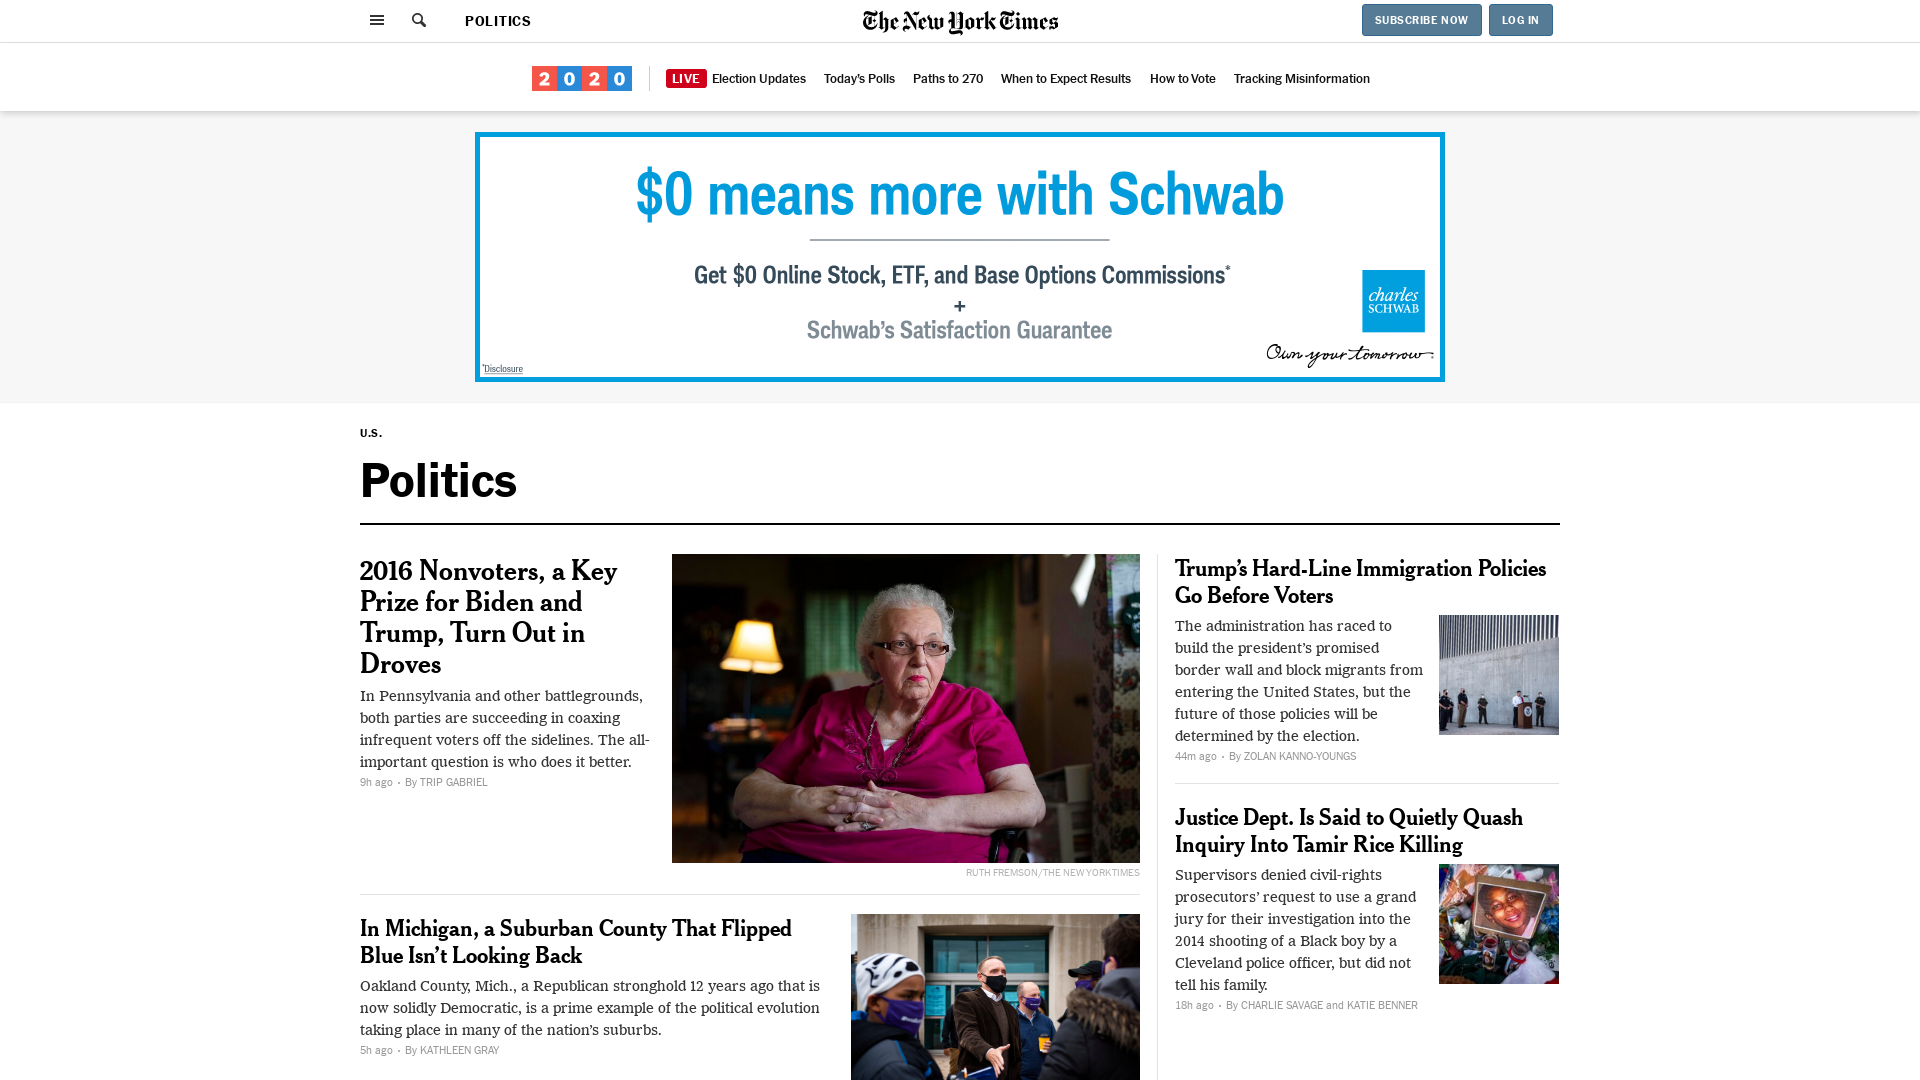 POLITICS
The New York Times
SUBSCRIBE NOW
LOG IN
2020
LIVE Election Updates
Today's Polls
Paths to 270
When to Expect Results
How to Vote
Tracking Misinformation
$0 means more with Schwab
Get $0 Online Stock, ETF, and Base Options Commissions*
+
Schwab's Satisfaction Guarantee
charles
SCHWAB
Own your tomorrow®
*Disclosure
U.S.
Politics
2016 Nonvoters, a Key
Prize for Biden and
Trump, Turn Out in
Droves
In Pennsylvania and other battlegrounds,
both parties are succeeding in coaxing
infrequent voters off the sidelines. The all-
important question is who does it better.
9h ago · By TRIP GABRIEL
RUTH FREMSON/THE NEW YORK TIMES
In Michigan, a Suburban County That Flipped
Blue Isn't Looking Back
Oakland County, Mich., a Republican stronghold 12 years ago that is
now solidly Democratic, is a prime example of the political evolution
taking place in many of the nation's suburbs.
5h ago · By KATHLEEN GRAY
Trump's Hard-Line Immigration Policies
Go Before Voters
The administration has raced to
build the president's promised
border wall and block migrants from
entering the United States, but the
future of those policies will be
determined by the election.
44m ago · By ZOLAN KANNO-YOUNGS
Justice Dept. Is Said to Quietly Quash
Inquiry Into Tamir Rice Killing
Supervisors denied civil-rights
prosecutors' request to use a grand
jury for their investigation into the
2014 shooting of a Black boy by a
Cleveland police officer, but did not
tell his family.
18h ago · By CHARLIE SAVAGE and KATIE BENNER